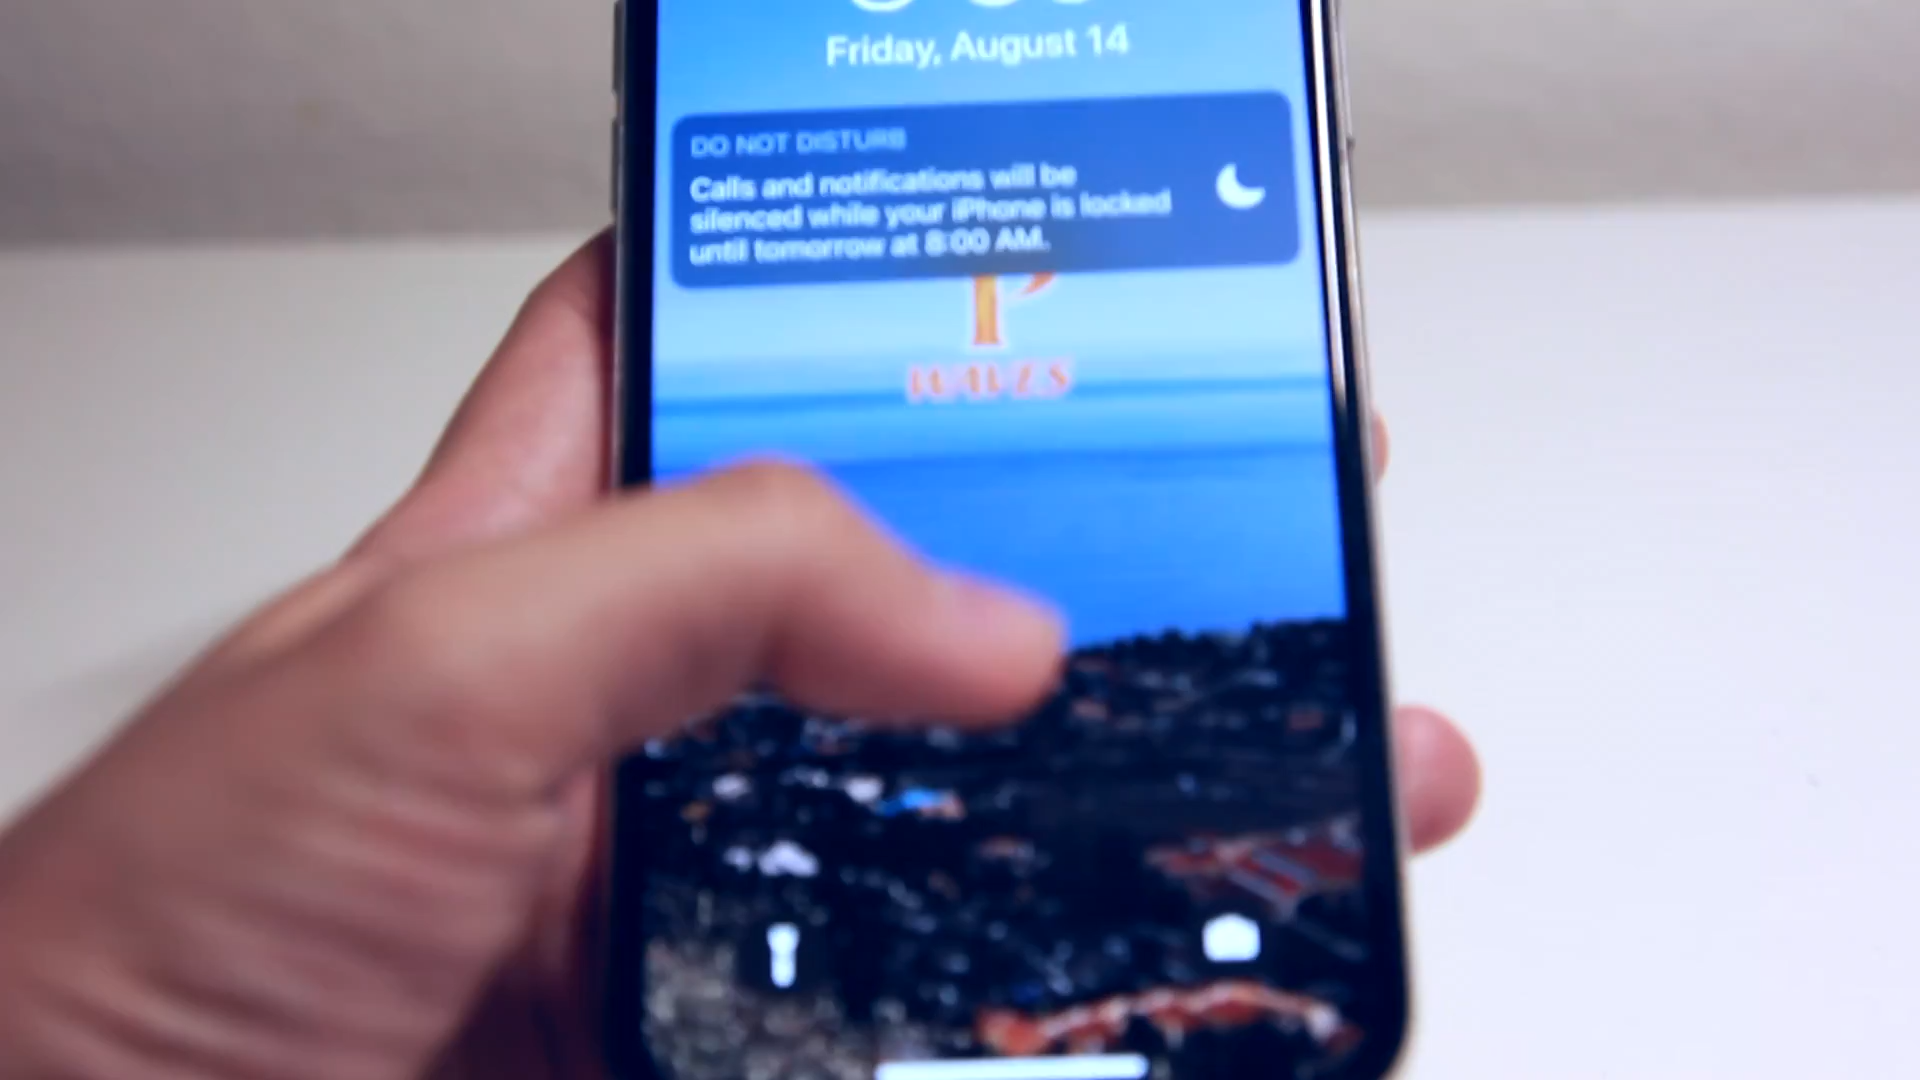 Friday, August 14
DO NOT DISTURB
Calls and notifications will be
silenced while your iPhone is locked
until tomorrow at 8:00 AM.
WAVES